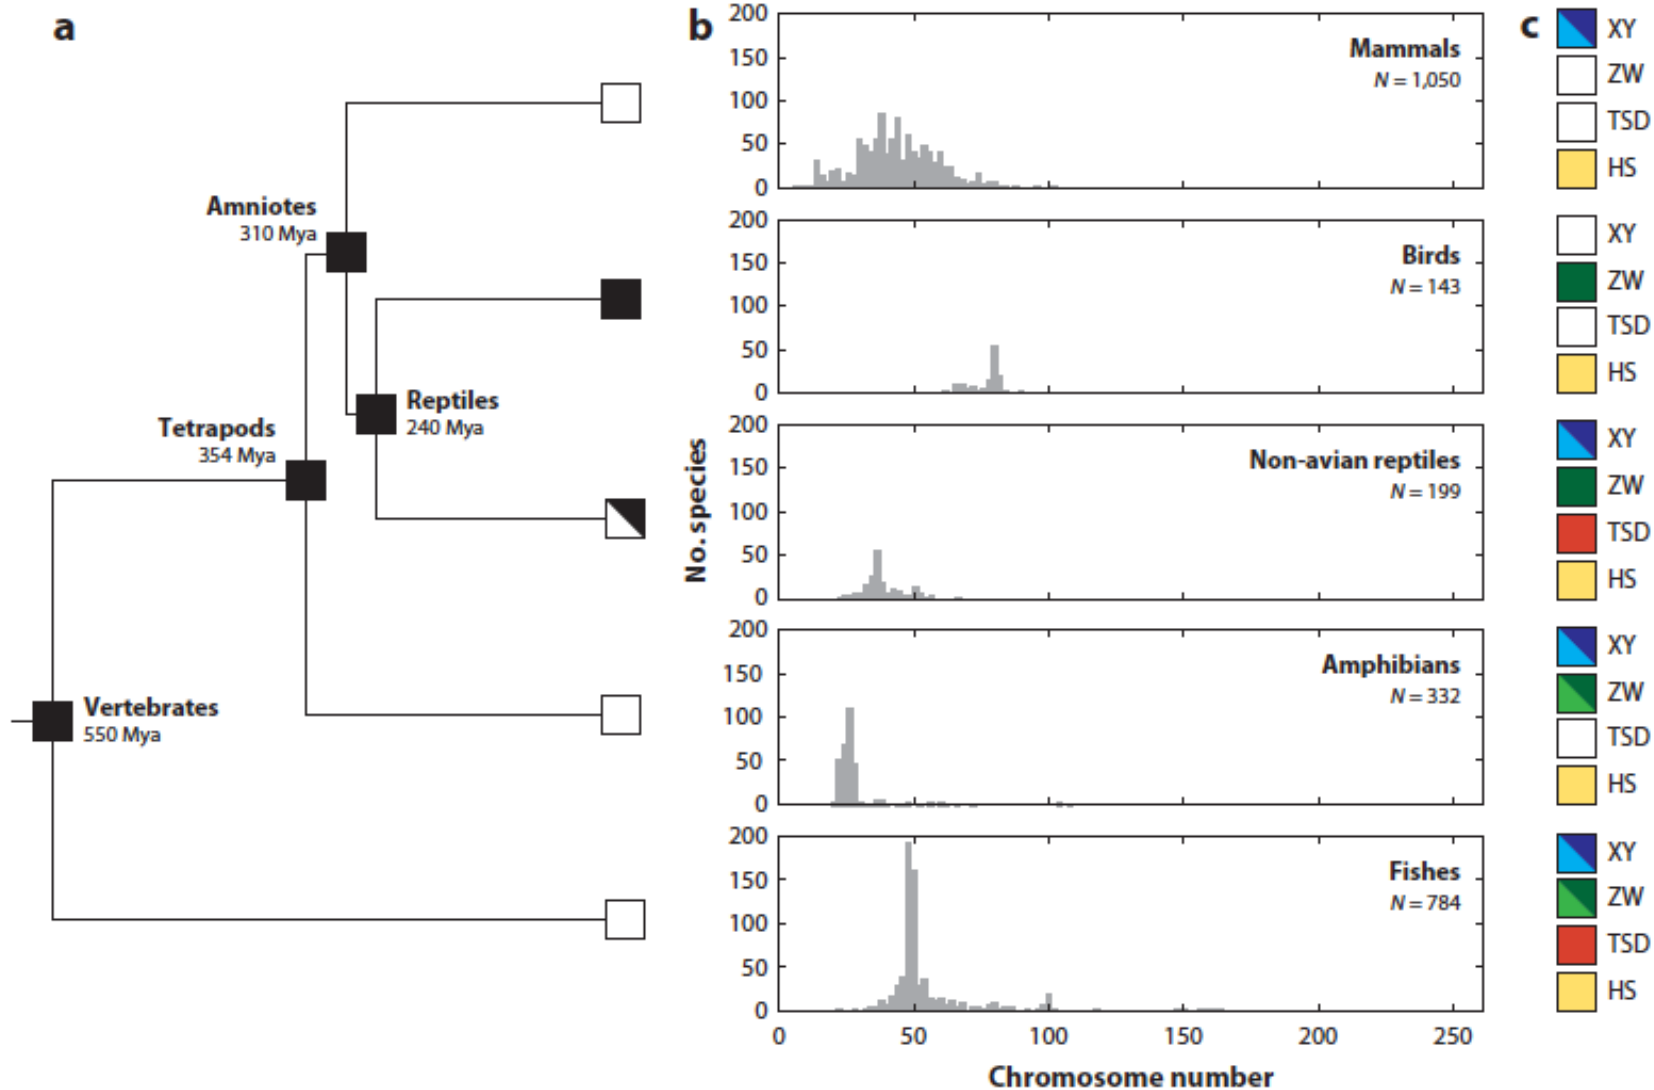 a
Amniotes
310 Mya
Reptiles
240 Mya
Tetrapods
354 Mya
Vertebrates
550 Mya
b
No. species
200
150
100
50
0
Mammals
N = 1,050
200
150
100
50
0
Birds
N = 143
200
150
100
50
0
Non-avian reptiles
N = 199
200
150
100
50
0
Amphibians
N = 332
200
150
100
50
0
Fishes
N = 784
0 50 100 150 200 250
Chromosome number
c
XY
ZW
TSD
HS
XY
ZW
TSD
HS
XY
ZW
TSD
HS
XY
ZW
TSD
HS
XY
ZW
TSD
HS